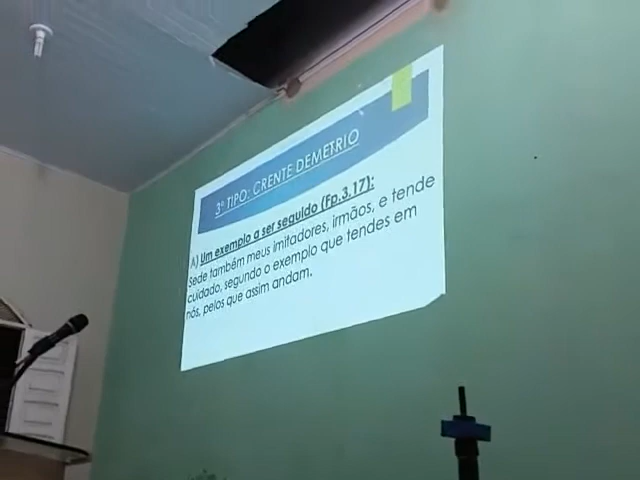 3º TIPO: CRENTE DEMETRIO
A) Um exemplo a ser seguido (Fp.3.17):
Sede também meus imitadores, irmãos, e tende
cuidado, segundo o exemplo que tendes em
nós, pelos que assim andam.